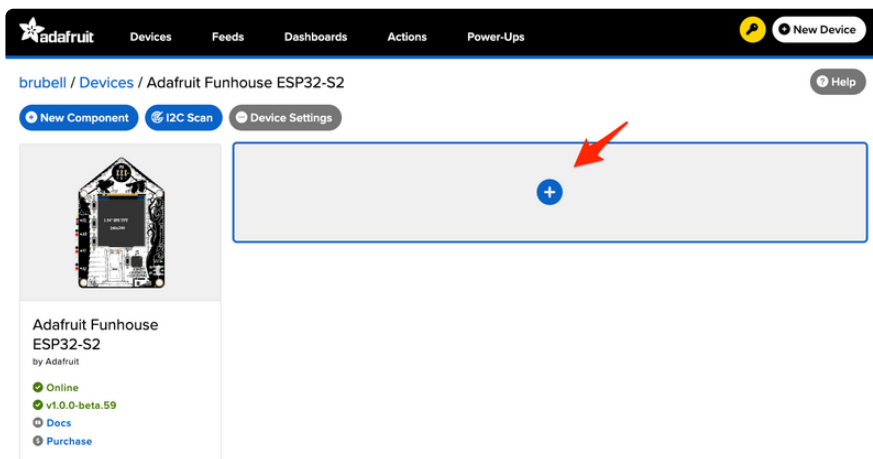 adafruit Devices Feeds Dashboards Actions Power-Ups New Device
brubell / Devices / Adafruit Funhouse ESP32-S2 Help
New Component I2C Scan Device Settings
Adafruit Funhouse
ESP32-S2
by Adafruit
Online
v1.0.0-beta.59
Docs
Purchase